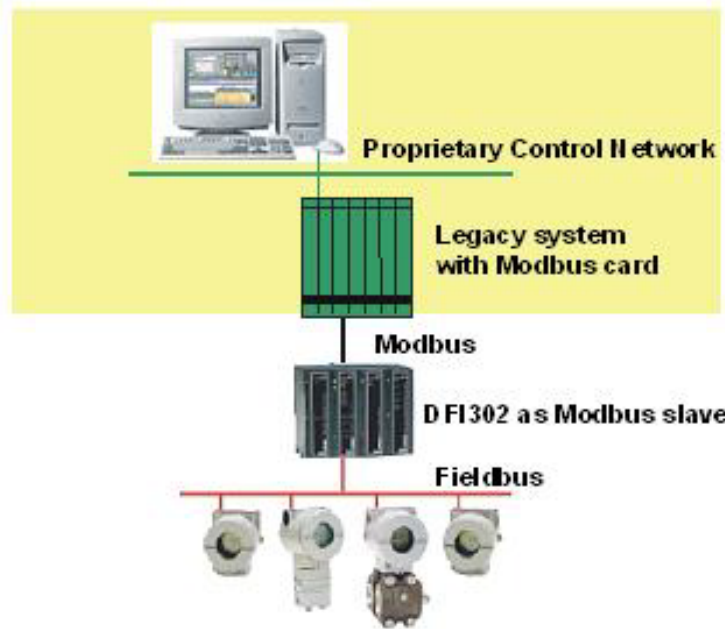 Proprietary Control Network
Legacy system
with Modbus card
Modbus
DFI302 as Modbus slave
Fieldbus